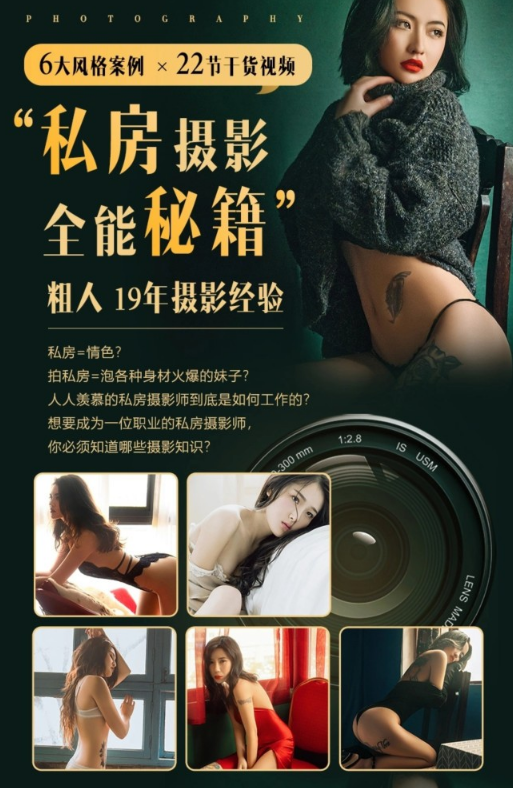 PHOTOGRAPHY
6大风格案例 × 22节干货视频
“私房摄影
全能秘籍”
粗人 19年摄影经验
私房=情色?
拍私房=泡各种身材火爆的妹子?
人人羡慕的私房摄影师到底是如何工作的?
想要成为一位职业的私房摄影师,
你必须知道哪些摄影知识?
-300 mm 1:2.8 IS USM
LENS MAD